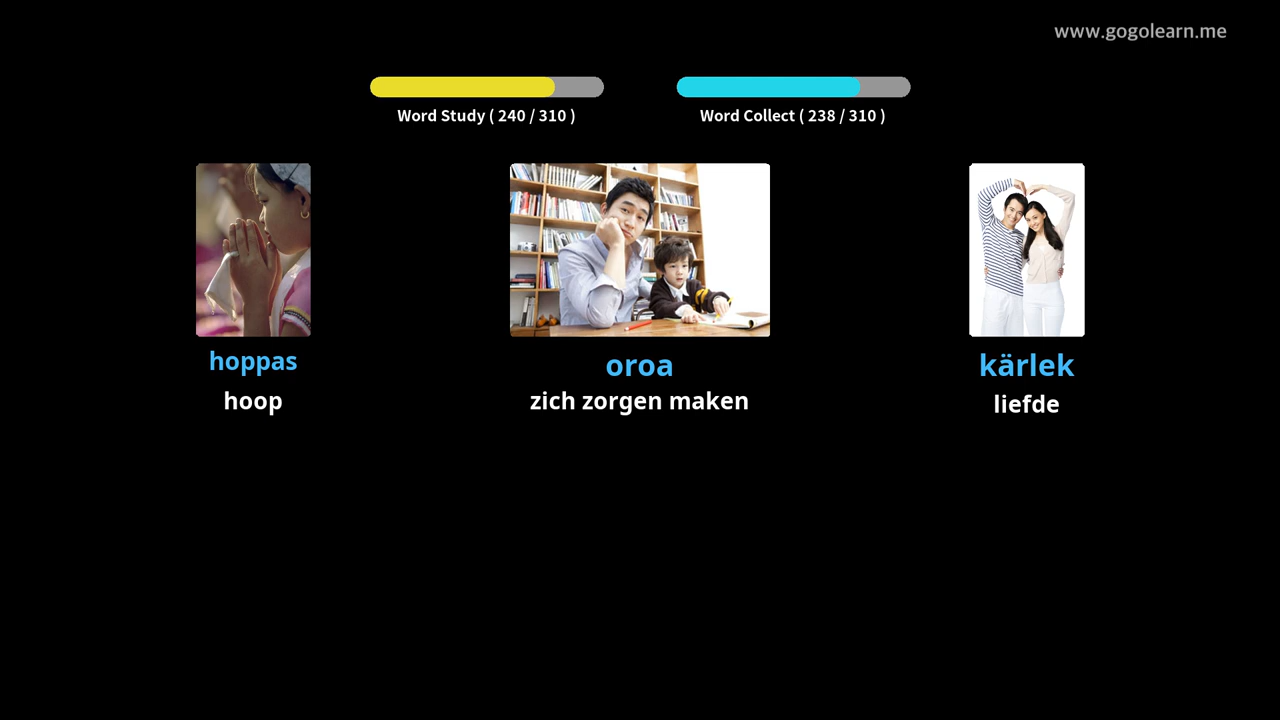 www.gogolearn.me
Word Study ( 240 / 310 )
Word Collect ( 238 / 310 )
hoppas
hoop
oroa
zich zorgen maken
kärlek
liefde